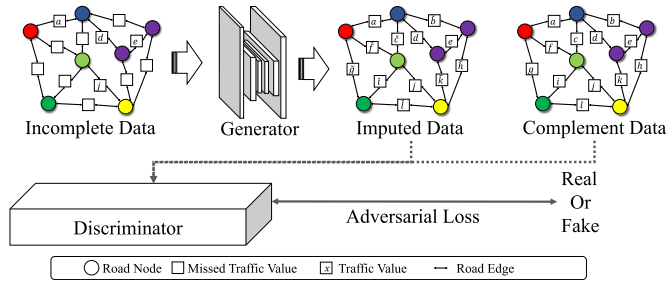 a
d
e
j
Incomplete Data
Generator
a b
f̃ c̃ d e
g̃ ĩ j k h
l
Imputed Data
a b
f c d e
g i j k h
l
Complement Data
Discriminator
Adversarial Loss
Real
Or
Fake
Road Node
Missed Traffic Value
x Traffic Value
Road Edge